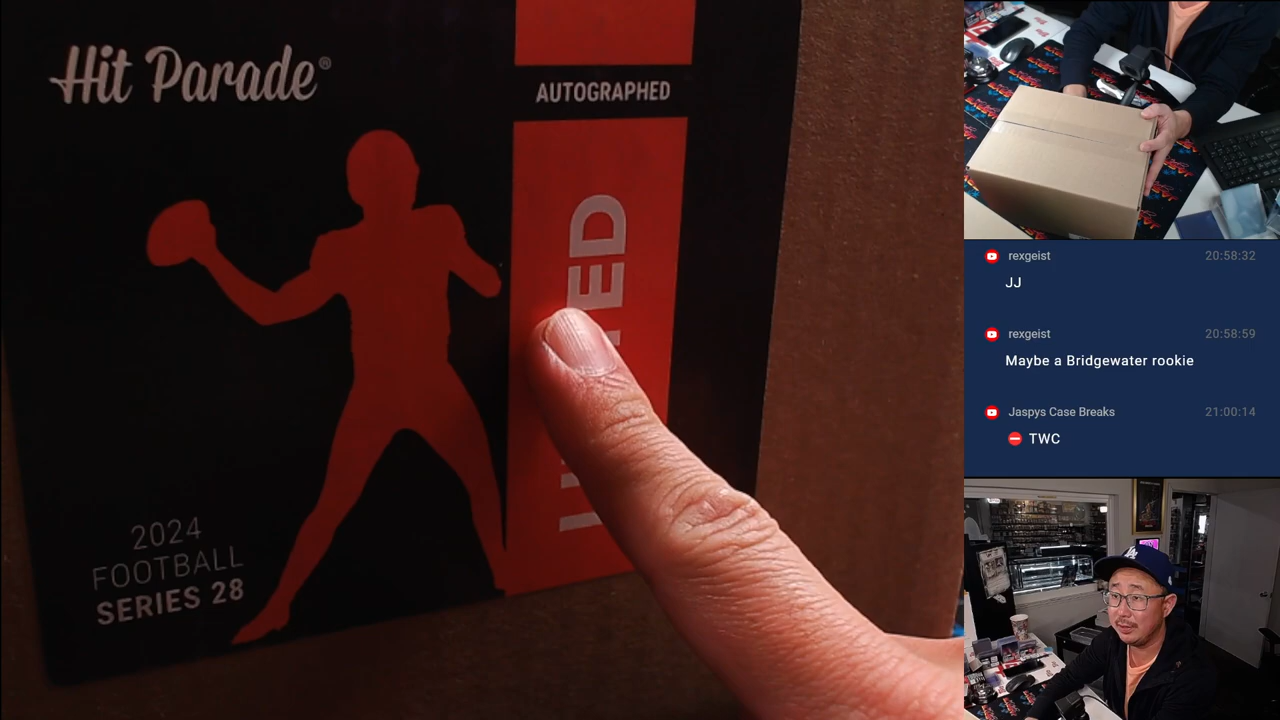 Hit Parade®
AUTOGRAPHED
2024
FOOTBALL
SERIES 28
rexgeist 20:58:32
JJ
rexgeist 20:58:59
Maybe a Bridgewater rookie
Jaspys Case Breaks 21:00:14
TWC
LA